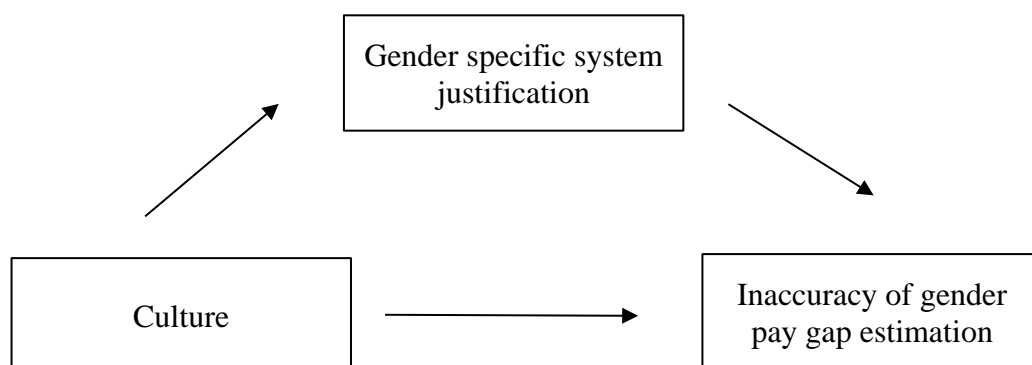 Gender specific system
justification
Culture
Inaccuracy of gender
pay gap estimation